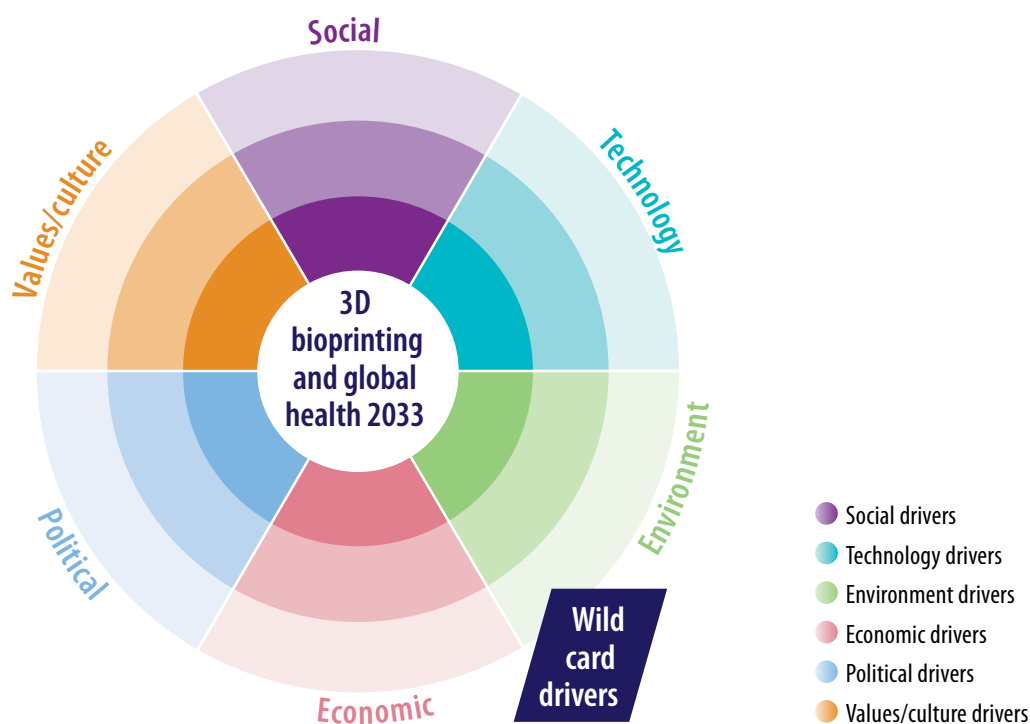 Social
Technology
Values/culture
3D
bioprinting
and global
health 2033
Environment
Political
Economic
Wild
card
drivers
Social drivers
Technology drivers
Environment drivers
Economic drivers
Political drivers
Values/culture drivers